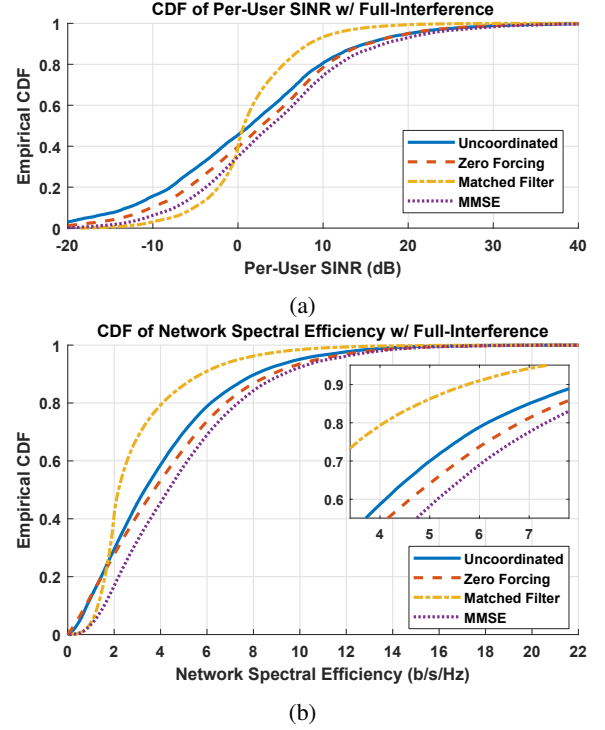 CDF of Per-User SINR w/ Full-Interference
1
0.8
0.6
0.4
0.2
0
Empirical CDF
Uncoordinated
Zero Forcing
Matched Filter
MMSE
-20 -10 0 10 20 30 40
Per-User SINR (dB)
(a)
CDF of Network Spectral Efficiency w/ Full-Interference
1
0.8
0.6
0.4
0.2
0
Empirical CDF
0.9
0.8
0.7
0.6
4 5 6 7
Uncoordinated
Zero Forcing
Matched Filter
MMSE
0 2 4 6 8 10 12 14 16 18 20 22
Network Spectral Efficiency (b/s/Hz)
(b)